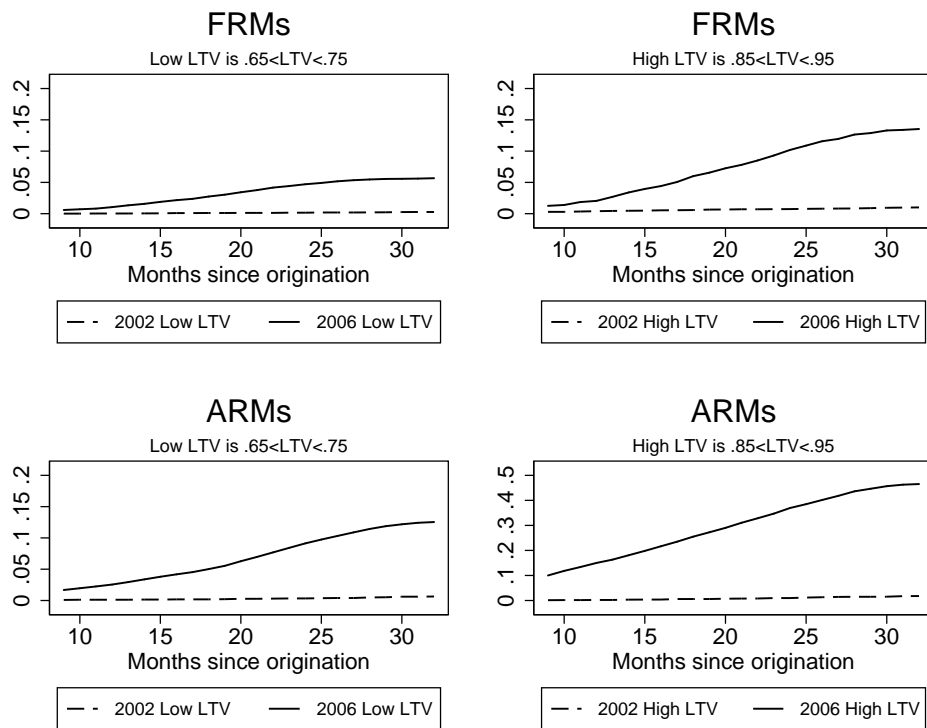 FRMs
Low LTV is .65<LTV<.75
0 .05 .1 .15 .2
10 15 20 25 30
Months since origination
2002 Low LTV 2006 Low LTV
FRMs
High LTV is .85<LTV<.95
0 .05 .1 .15 .2
10 15 20 25 30
Months since origination
2002 High LTV 2006 High LTV
ARMs
Low LTV is .65<LTV<.75
0 .05 .1 .15 .2
10 15 20 25 30
Months since origination
2002 Low LTV 2006 Low LTV
ARMs
High LTV is .85<LTV<.95
0 .1 .2 .3 .4 .5
10 15 20 25 30
Months since origination
2002 High LTV 2006 High LTV